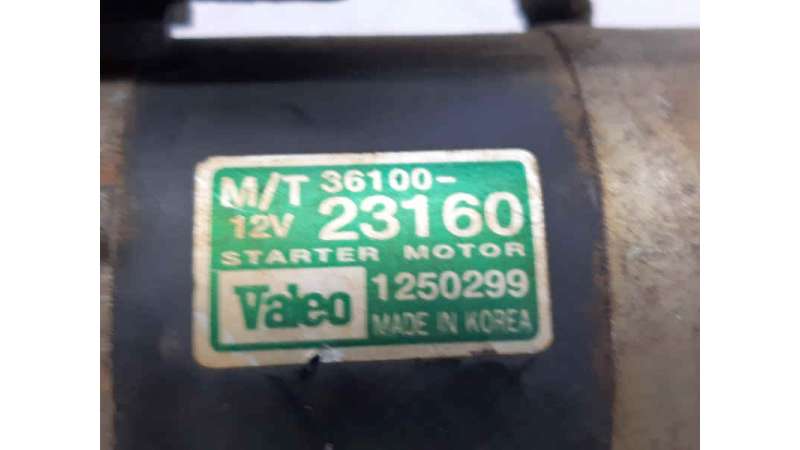 M/T 36100-
12V 23160
STARTER MOTOR
Valeo 1250299
MADE IN KOREA